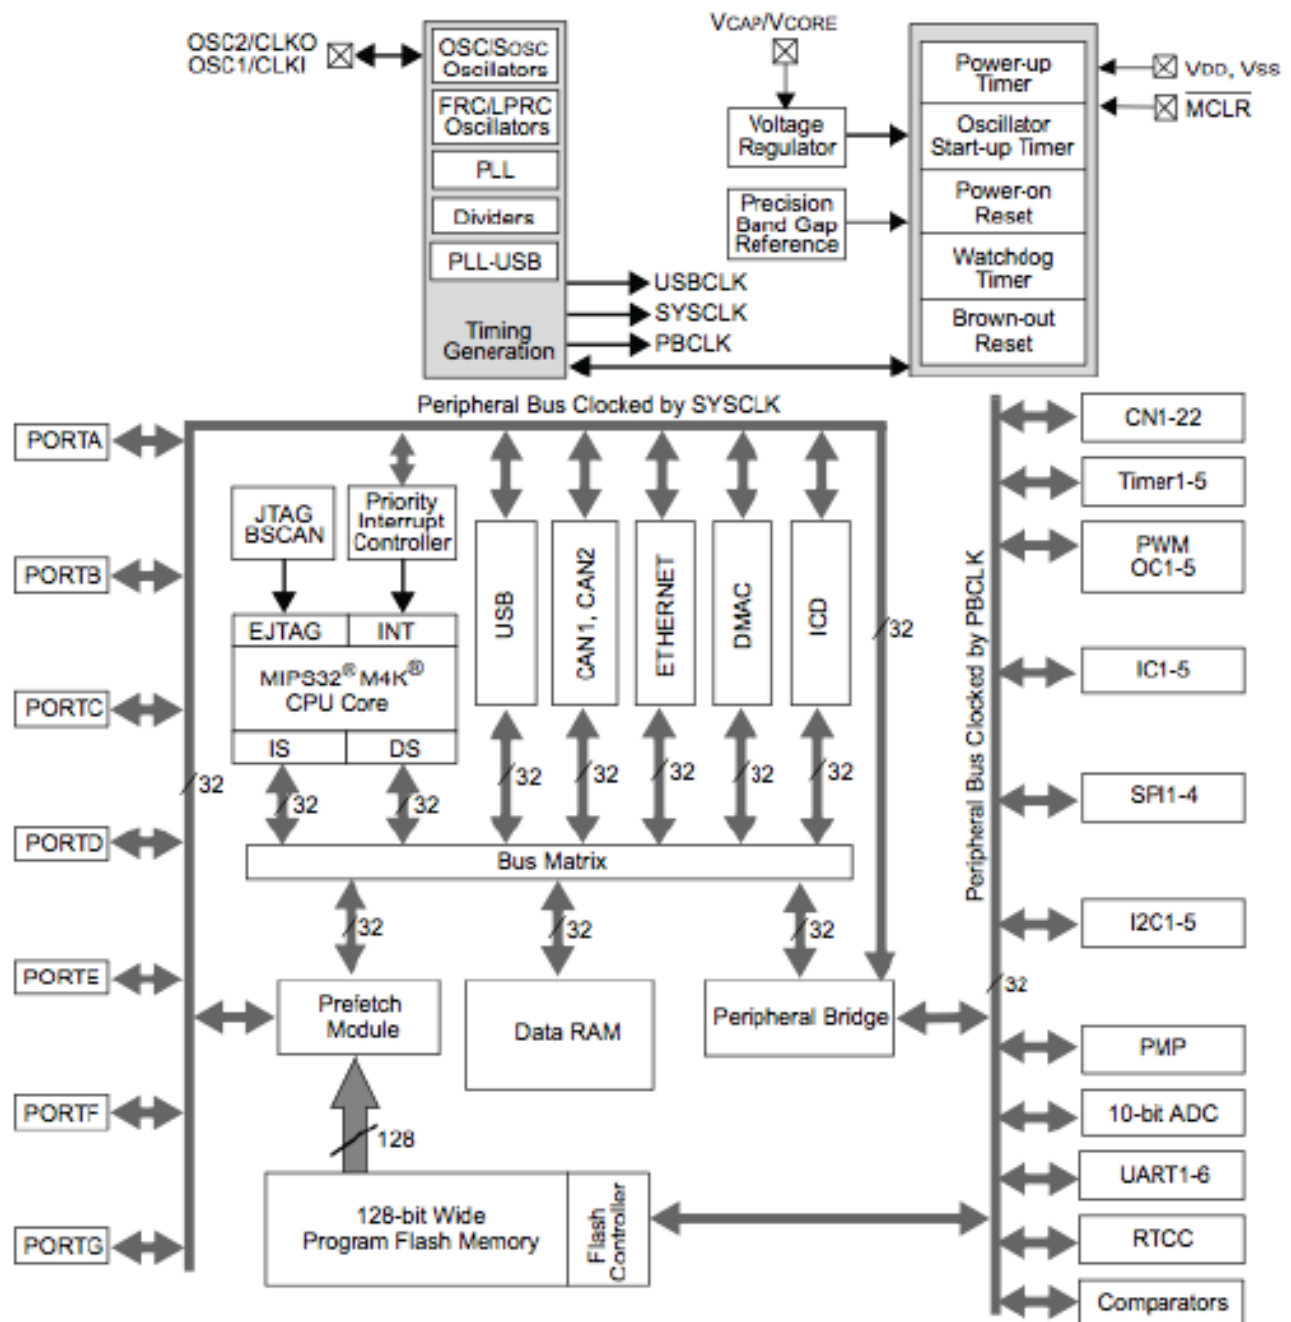 OSC2/CLKO
OSC1/CLKI
OSC/SOSC
Oscillators
FRC/LPRC
Oscillators
PLL
Dividers
PLL-USB
Timing
Generation
USBCLK
SYSCLK
PBCLK
VCAP/VCORE
Voltage
Regulator
Precision
Band Gap
Reference
Power-up
Timer
Oscillator
Start-up Timer
Power-on
Reset
Watchdog
Timer
Brown-out
Reset
VDD, VSS
MCLR
Peripheral Bus Clocked by SYSCLK
PORTA
PORTB
PORTC
PORTD
PORTE
PORTF
PORTG
32
JTAG
BSCAN
Priority
Interrupt
Controller
EJTAG
INT
MIPS32® M4K®
CPU Core
IS
DS
32
32
USB
CAN1, CAN2
ETHERNET
DMAC
ICD
32
32
32
32
32
32
Bus Matrix
32
32
32
Prefetch
Module
Data RAM
Peripheral Bridge
128
128-bit Wide
Program Flash Memory
Flash
Controller
Peripheral Bus Clocked by PBCLK
32
CN1-22
Timer1-5
PWM
OC1-5
IC1-5
SPI1-4
I2C1-5
PMP
10-bit ADC
UART1-6
RTCC
Comparators